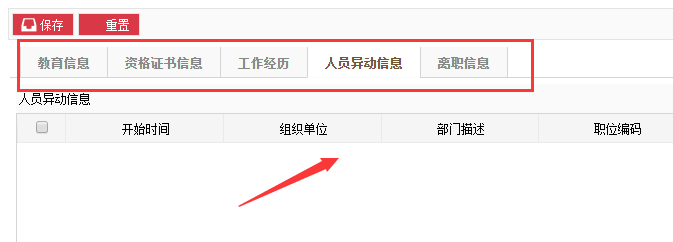 保存 重置
教育信息 资格证书信息 工作经历 人员异动信息 离职信息
人员异动信息
开始时间 组织单位 部门描述 职位编码